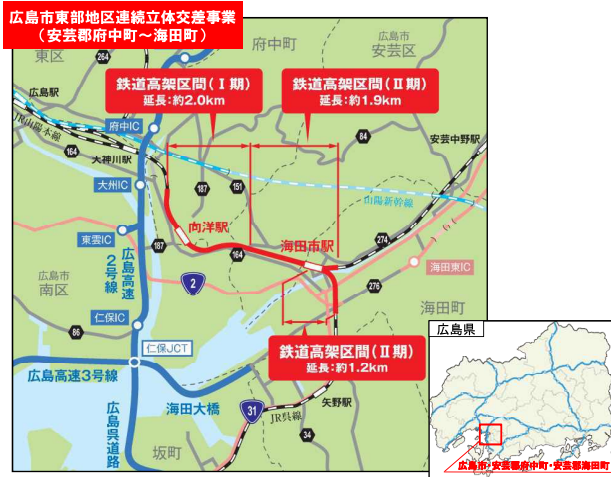 広島市東部地区連続立体交差事業
(安芸郡府中町～海田町)
東区
264
府中町
広島市
安芸区
広島駅
鉄道高架区間(Ⅰ期)
延長:約2.0km
鉄道高架区間(Ⅱ期)
延長:約1.9km
JR山陽本線
府中IC
84
安芸中野駅
164
大神川駅
大州IC
187
151
山陽新幹線
向洋駅
東雲IC
187
海田市駅
274
164
海田東IC
広島市
南区
広島高速
2号線
2
276
海田町
仁保IC
86
仁保JCT
広島県
鉄道高架区間(Ⅱ期)
延長:約1.2km
広島高速3号線
海田大橋
31
JR呉線
矢野駅
広島県道路
34
坂町
広島市・安芸郡府中町・安芸郡海田町